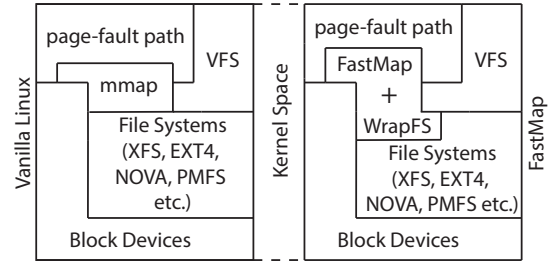 Vanilla Linux
page-fault path
VFS
mmap
File Systems
(XFS, EXT4,
NOVA, PMFS
etc.)
Block Devices
Kernel Space
page-fault path
VFS
FastMap
+
WrapFS
File Systems
(XFS, EXT4,
NOVA, PMFS etc.)
Block Devices
FastMap